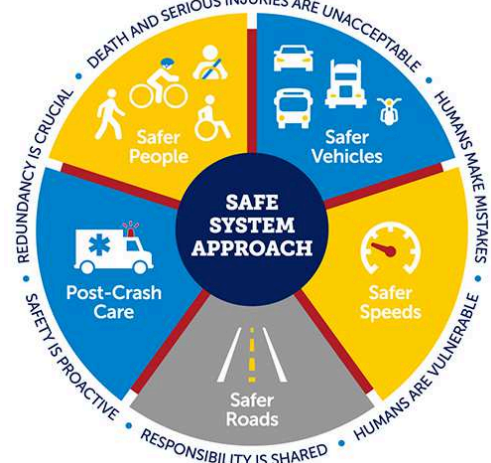 DEATH AND SERIOUS INJURIES ARE UNACCEPTABLE
HUMANS MAKE MISTAKES
HUMANS ARE VULNERABLE
RESPONSIBILITY IS SHARED
SAFETY IS PROACTIVE
REDUNDANCY IS CRUCIAL
Safer
People
Safer
Vehicles
SAFE
SYSTEM
APPROACH
Post-Crash
Care
Safer
Speeds
Safer
Roads